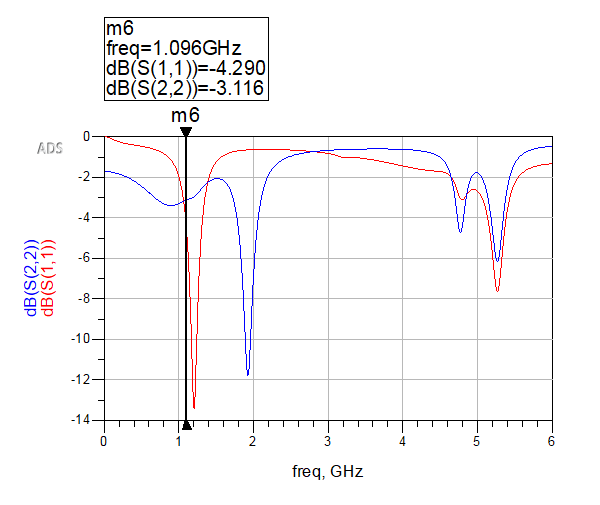 m6
freq=1.096GHz
dB(S(1,1))=-4.290
dB(S(2,2))=-3.116
m6
ADS
0
-2
-4
-6
-8
-10
-12
-14
dB(S(2,2))
dB(S(1,1))
0 1 2 3 4 5 6
freq, GHz